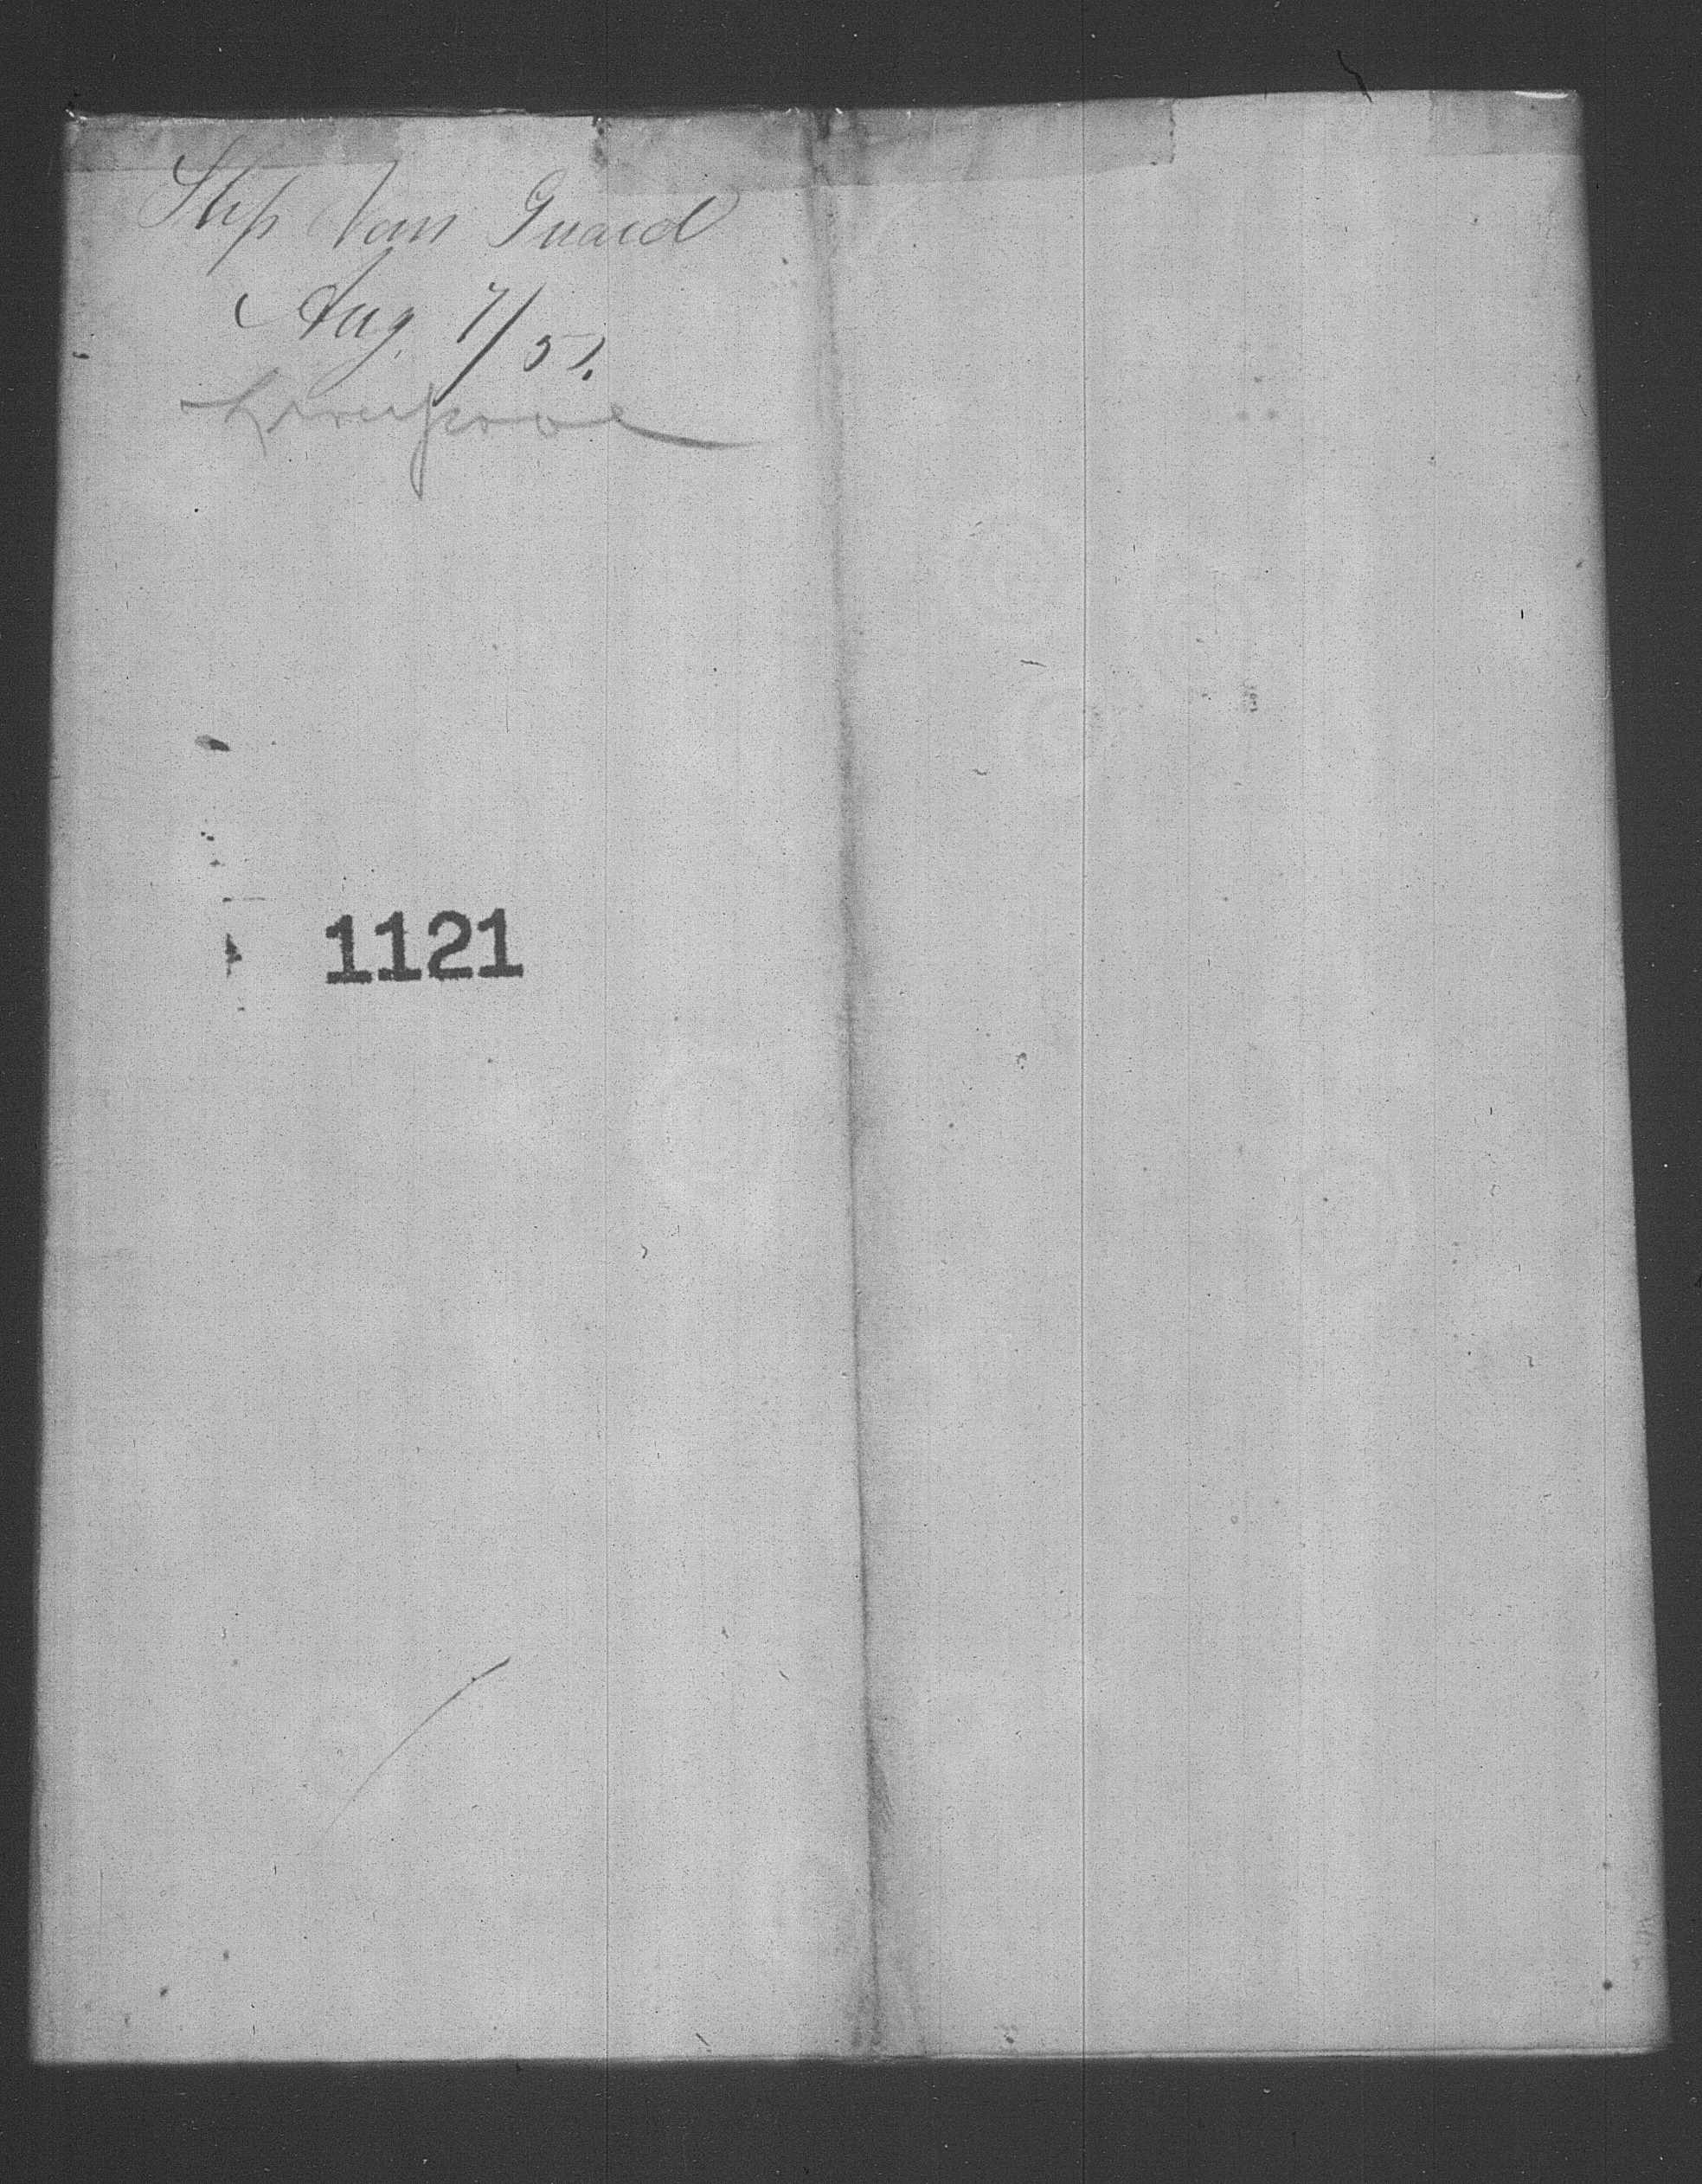 Ship Van Guard
Aug. 7/51.
Liverpool
1121